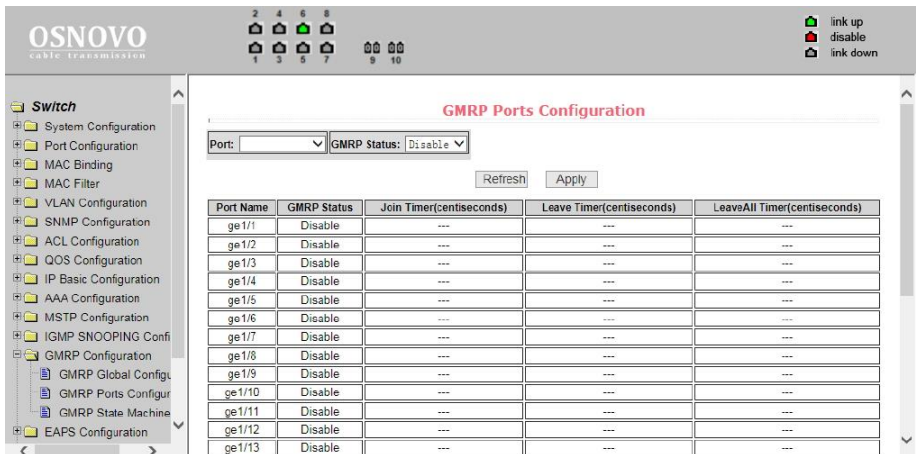 OSNOVO
cable transmission
2 4 6 8
1 3 5 7 9 10
link up
disable
link down
Switch
System Configuration
Port Configuration
MAC Binding
MAC Filter
VLAN Configuration
SNMP Configuration
ACL Configuration
QOS Configuration
IP Basic Configuration
AAA Configuration
MSTP Configuration
IGMP SNOOPING Confi
GMRP Configuration
GMRP Global Configu
GMRP Ports Configur
GMRP State Machine
EAPS Configuration
GMRP Ports Configuration
Port: GMRP Status: Disable
Refresh Apply
Port Name GMRP Status Join Timer(centiseconds) Leave Timer(centiseconds) LeaveAll Timer(centiseconds)
ge1/1 Disable --- --- ---
ge1/2 Disable --- --- ---
ge1/3 Disable --- --- ---
ge1/4 Disable --- --- ---
ge1/5 Disable --- --- ---
ge1/6 Disable --- --- ---
ge1/7 Disable --- --- ---
ge1/8 Disable --- --- ---
ge1/9 Disable --- --- ---
ge1/10 Disable --- --- ---
ge1/11 Disable --- --- ---
ge1/12 Disable --- --- ---
ge1/13 Disable --- --- ---